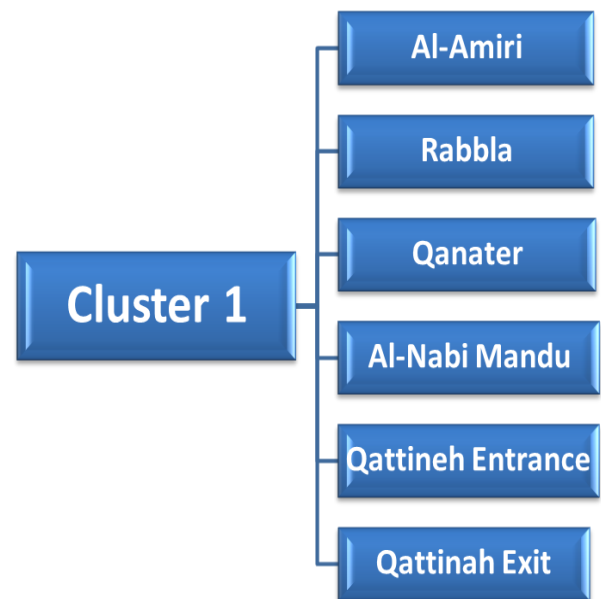 Al-Amiri
Rabbla
Qanater
Cluster 1
Al-Nabi Mandu
Qattineh Entrance
Qattinah Exit